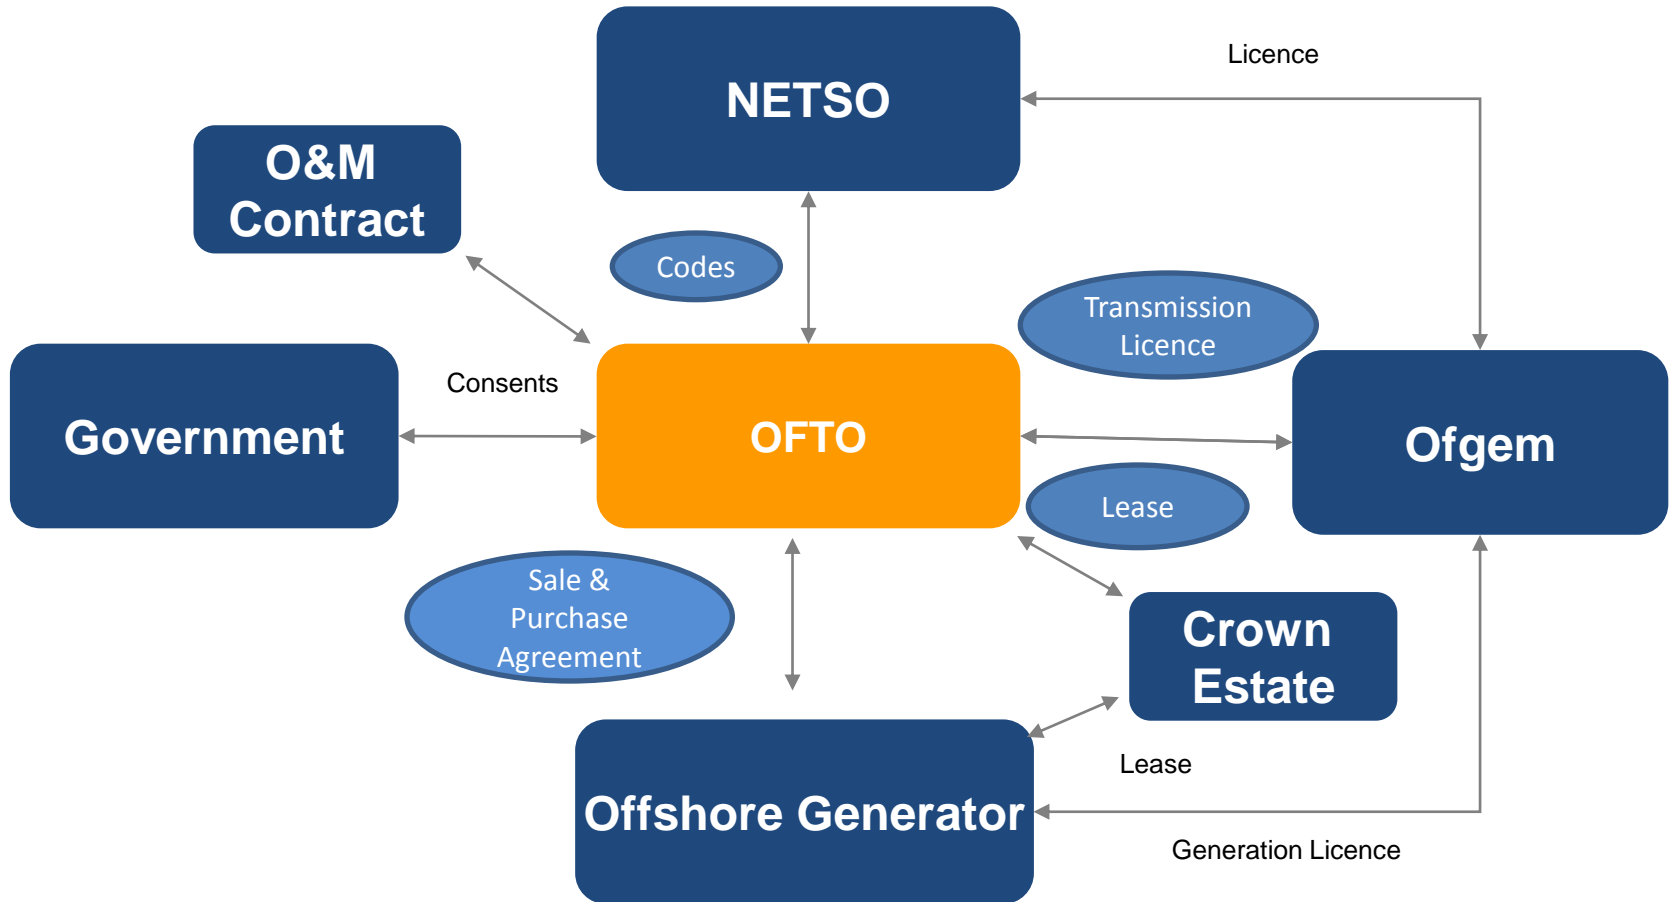 NETSO
Licence
O&M
Contract
Codes
Transmission
Licence
Consents
Government
OFTO
Ofgem
Lease
Sale &
Purchase
Agreement
Crown
Estate
Lease
Offshore Generator
Generation Licence